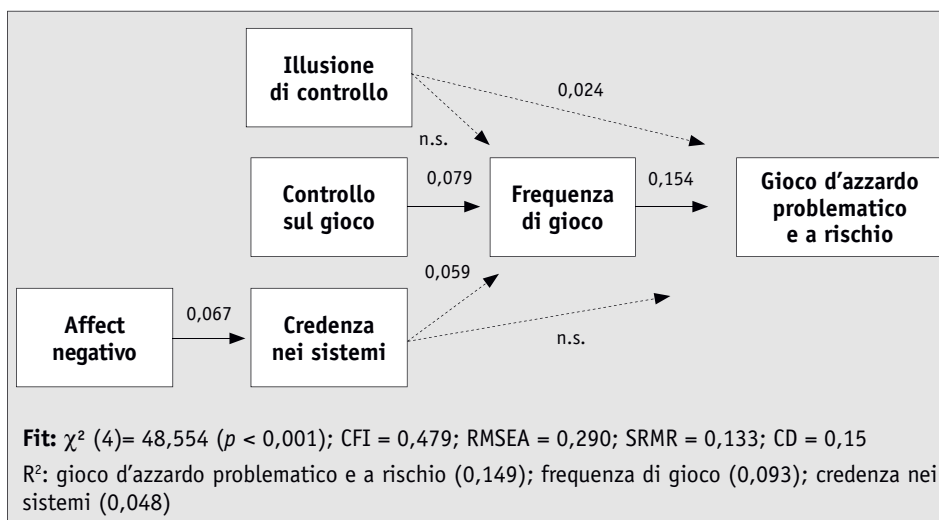 Illusione
di controllo
0,024
n.s.
Controllo
sul gioco
0,079
Frequenza
di gioco
0,154
Gioco d'azzardo
problematico
e a rischio
0,059
Affect
negativo
0,067
Credenza
nei sistemi
n.s.
Fit: χ² (4)= 48,554 (p < 0,001); CFI = 0,479; RMSEA = 0,290; SRMR = 0,133; CD = 0,15
R²: gioco d'azzardo problematico e a rischio (0,149); frequenza di gioco (0,093); credenza nei
sistemi (0,048)